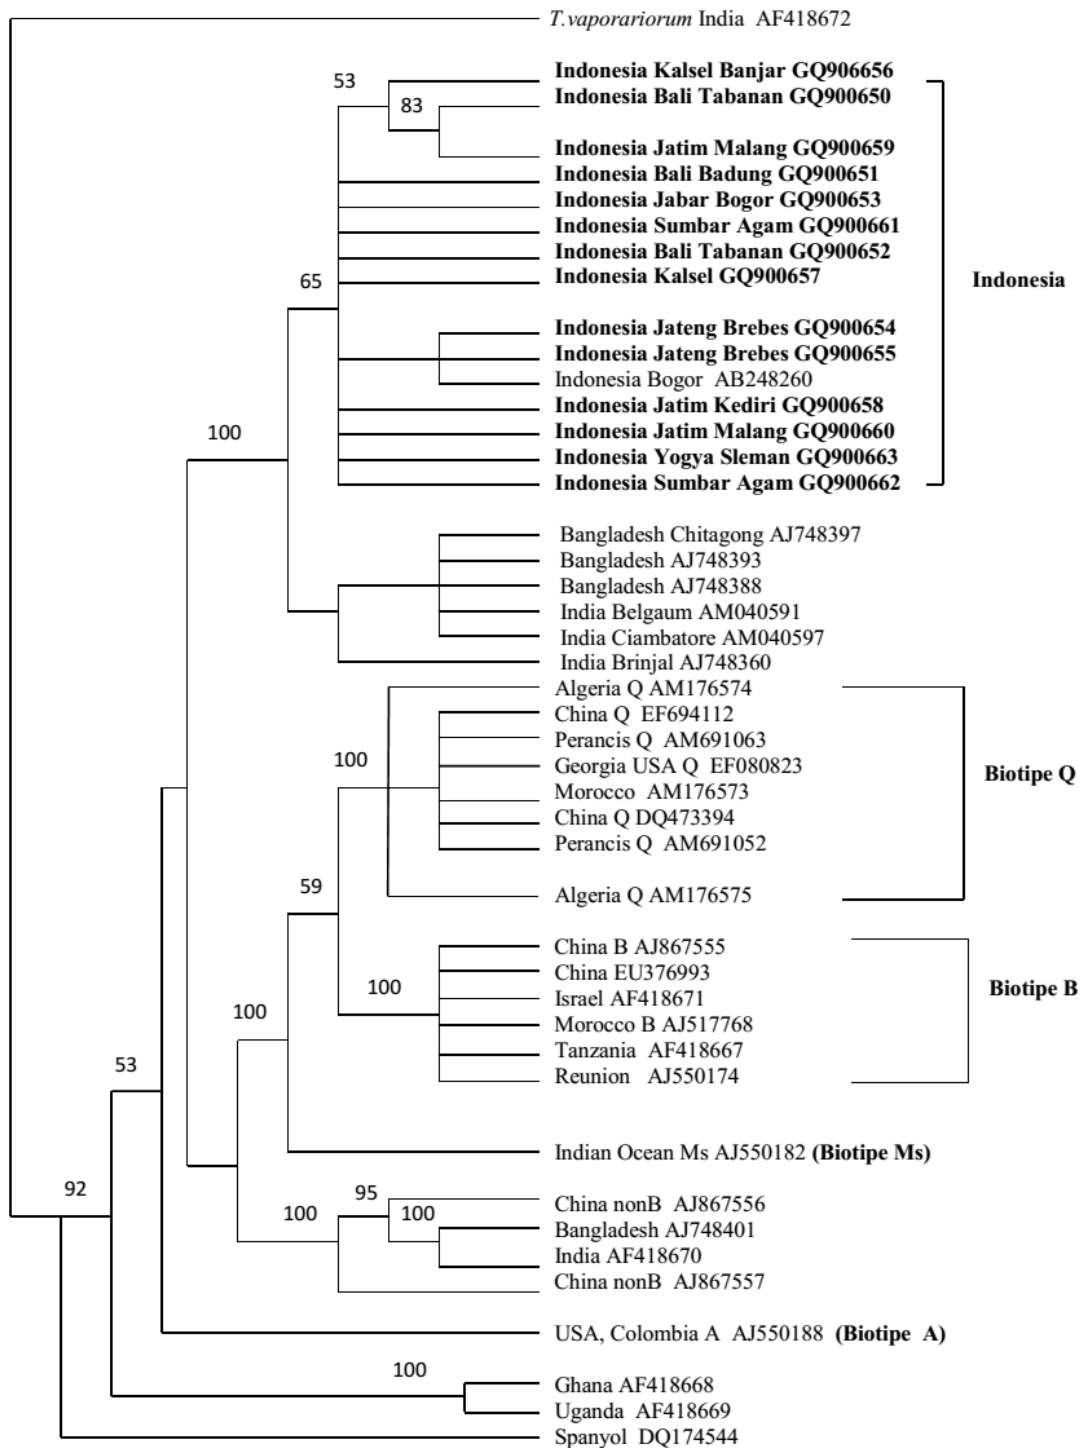 T.vaporariorum India AF418672
53
Indonesia Kalsel Banjar GQ906656
83
Indonesia Bali Tabanan GQ900650
Indonesia Jatim Malang GQ900659
Indonesia Bali Badung GQ900651
Indonesia Jabar Bogor GQ900653
Indonesia Sumbar Agam GQ900661
Indonesia Bali Tabanan GQ900652
65
Indonesia Kalsel GQ900657
Indonesia
Indonesia Jateng Brebes GQ900654
Indonesia Jateng Brebes GQ900655
Indonesia Bogor AB248260
Indonesia Jatim Kediri GQ900658
100
Indonesia Jatim Malang GQ900660
Indonesia Yogya Sleman GQ900663
Indonesia Sumbar Agam GQ900662
Bangladesh Chitagong AJ748397
Bangladesh AJ748393
Bangladesh AJ748388
India Belgaum AM040591
India Ciambatore AM040597
India Brinjal AJ748360
Algeria Q AM176574
China Q EF694112
Perancis Q AM691063
100
Georgia USA Q EF080823
Biotipe Q
Morocco AM176573
China Q DQ473394
Perancis Q AM691052
59
Algeria Q AM176575
China B AJ867555
China EU376993
100
Biotipe B
Israel AF418671
100
Morocco B AJ517768
Tanzania AF418667
53
Reunion AJ550174
Indian Ocean Ms AJ550182 (Biotipe Ms)
92
95
China nonB AJ867556
100
100
Bangladesh AJ748401
India AF418670
China nonB AJ867557
USA, Colombia A AJ550188 (Biotipe A)
100
Ghana AF418668
Uganda AF418669
Spanyol DQ174544